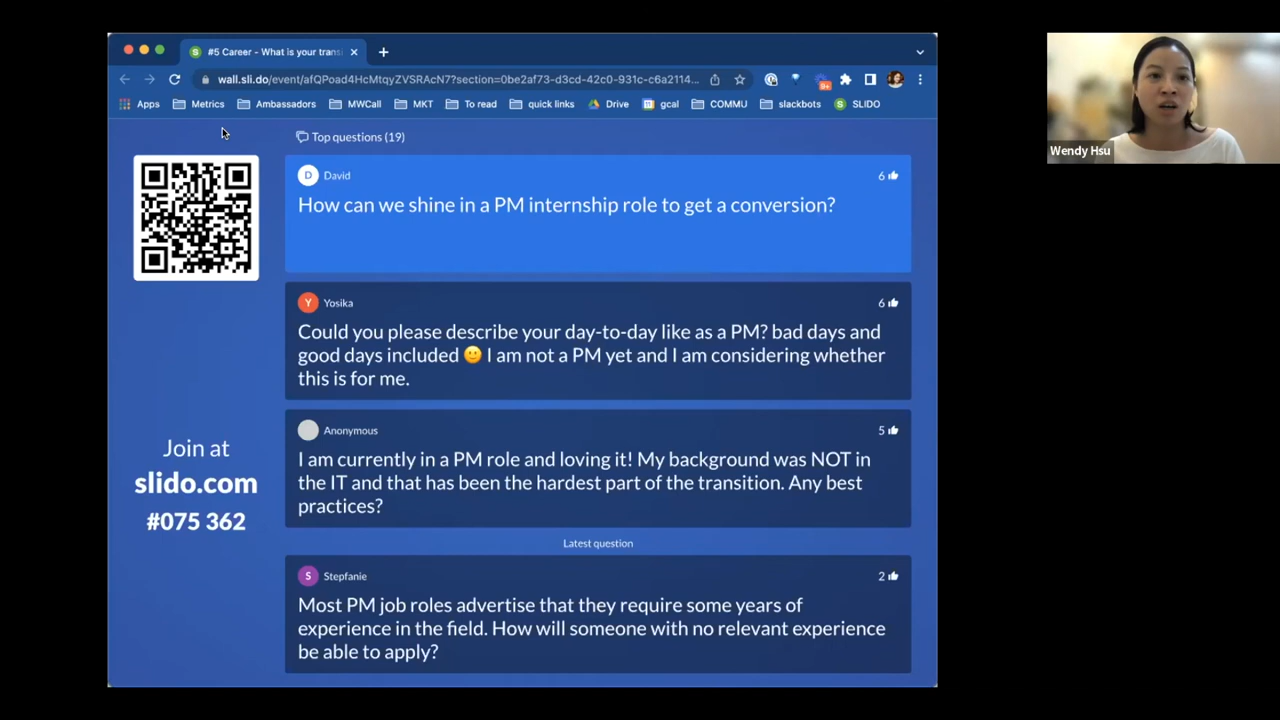 #5 Career - What is your trans
wall.sli.do/event/afQPoad4HcMtqyZVSRAcN7?section=0be2af73-d3cd-42c0-931c-c6a2114...
9+
Apps
Metrics
Ambassadors
MWCall
MKT
To read
quick links
Drive
gcal
COMMU
slackbots
SLIDO
Top questions (19)
D
David
6
How can we shine in a PM internship role to get a conversion?
Y
Yosika
6
Could you please describe your day-to-day like as a PM? bad days and
good days included 🙂 I am not a PM yet and I am considering whether
this is for me.
Anonymous
5
I am currently in a PM role and loving it! My background was NOT in
the IT and that has been the hardest part of the transition. Any best
practices?
Latest question
S
Stepfanie
2
Most PM job roles advertise that they require some years of
experience in the field. How will someone with no relevant experience
be able to apply?
Join at
slido.com
#075 362
Wendy Hsu